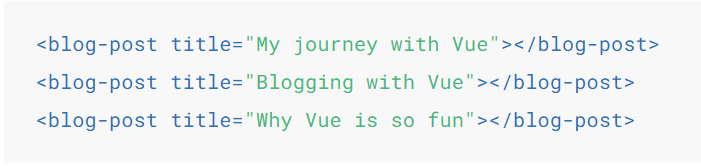 <blog-post title="My journey with Vue"></blog-post>
<blog-post title="Blogging with Vue"></blog-post>
<blog-post title="Why Vue is so fun"></blog-post>